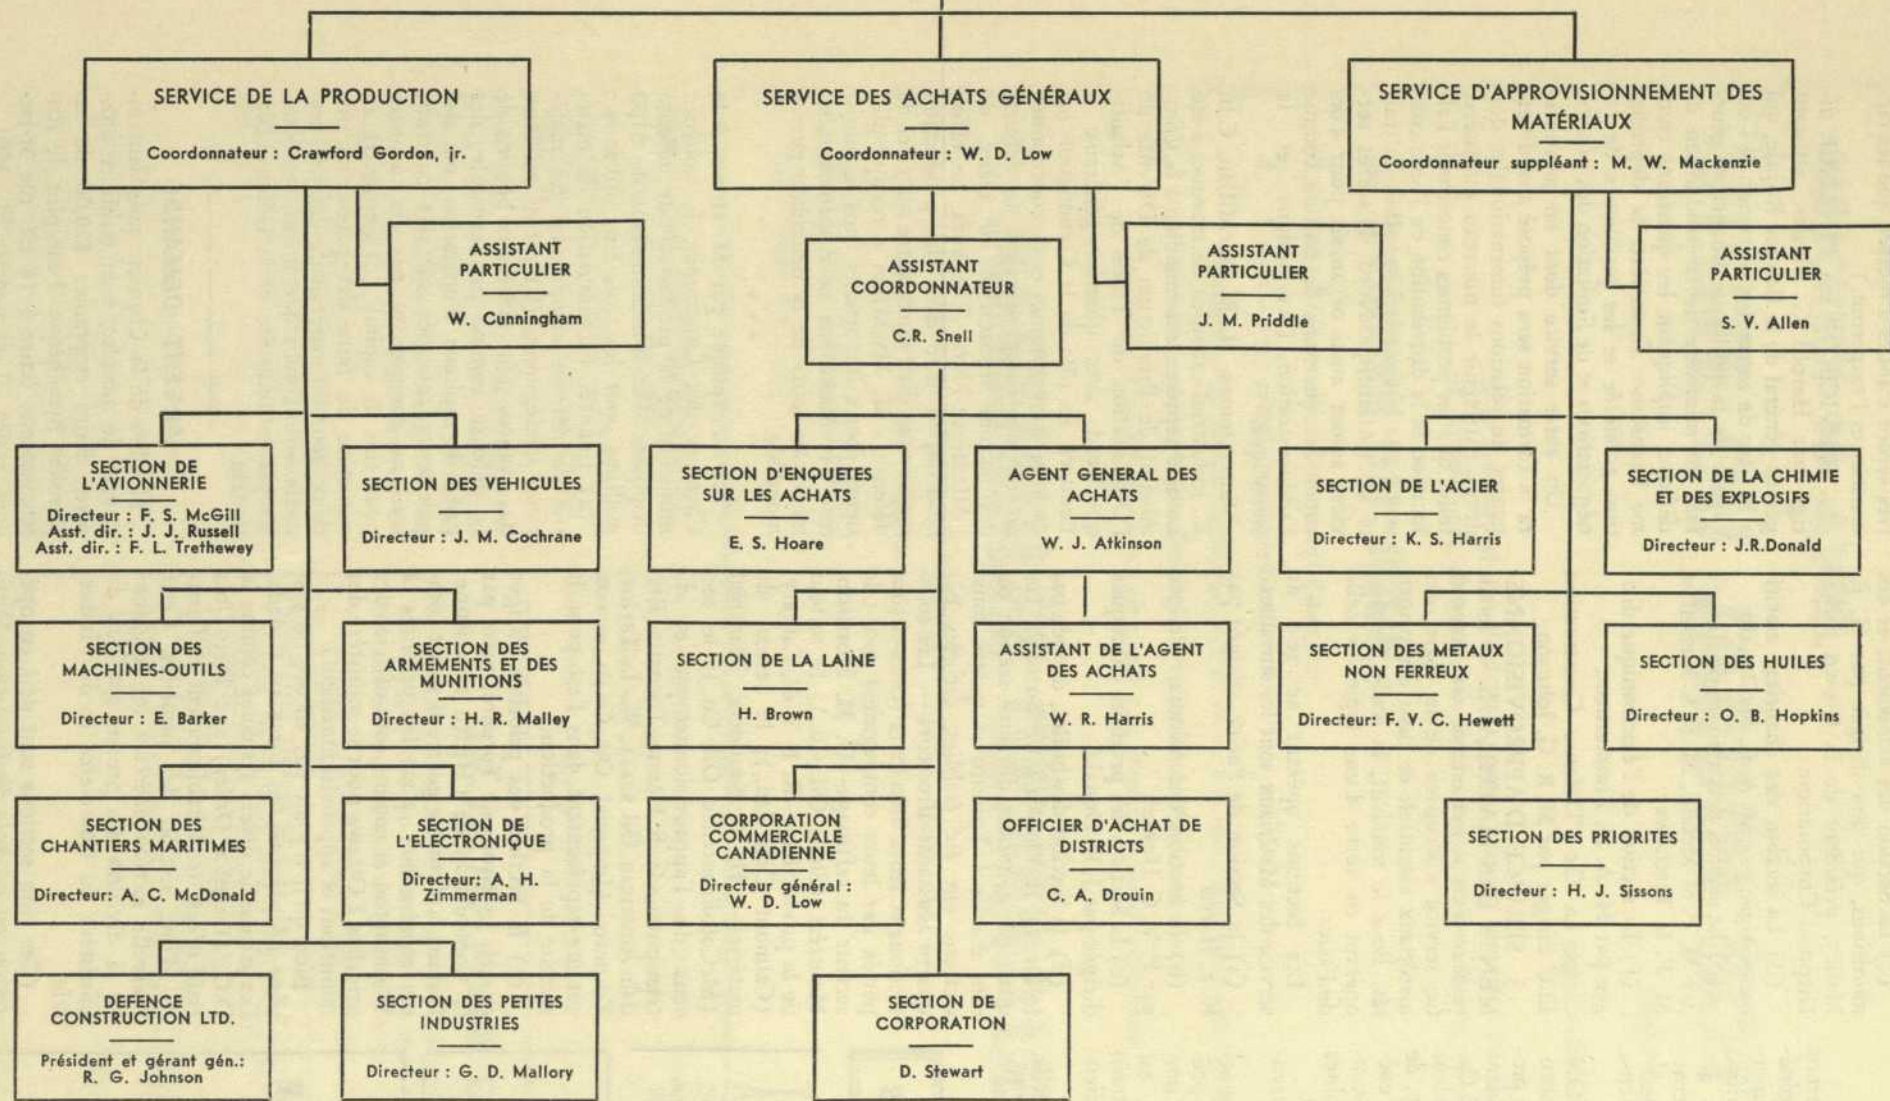 SERVICE DE LA PRODUCTION
Coordonnateur : Crawford Gordon, jr.
SERVICE DES ACHATS GÉNÉRAUX
Coordonnateur : W. D. Low
SERVICE D'APPROVISIONNEMENT DES
MATÉRIAUX
Coordonnateur suppléant : M. W. Mackenzie
ASSISTANT
PARTICULIER
W. Cunningham
ASSISTANT
COORDONNATEUR
C.R. Snell
ASSISTANT
PARTICULIER
J. M. Priddle
ASSISTANT
PARTICULIER
S. V. Allen
SECTION DE
L'AVIONNERIE
Directeur : F. S. McGill
Asst. dir. : J. J. Russell
Asst. dir. : F. L. Trethewey
SECTION DES VEHICULES
Directeur : J. M. Cochrane
SECTION D'ENQUETES
SUR LES ACHATS
E. S. Hoare
AGENT GENERAL DES
ACHATS
W. J. Atkinson
SECTION DE L'ACIER
Directeur : K. S. Harris
SECTION DE LA CHIMIE
ET DES EXPLOSIFS
Directeur : J.R.Donald
SECTION DES
MACHINES-OUTILS
Directeur : E. Barker
SECTION DES
ARMEMENTS ET DES
MUNITIONS
Directeur : H. R. Malley
SECTION DE LA LAINE
H. Brown
ASSISTANT DE L'AGENT
DES ACHATS
W. R. Harris
SECTION DES METAUX
NON FERREUX
Directeur: F. V. C. Hewett
SECTION DES HUILES
Directeur : O. B. Hopkins
SECTION DES
CHANTIERS MARITIMES
Directeur: A. C. McDonald
SECTION DE
L'ELECTRONIQUE
Directeur: A. H.
Zimmerman
CORPORATION
COMMERCIALE
CANADIENNE
Directeur général :
W. D. Low
OFFICIER D'ACHAT DE
DISTRICTS
C. A. Drouin
SECTION DES PRIORITES
Directeur : H. J. Sissons
DEFENCE
CONSTRUCTION LTD.
Président et gérant gén.:
R. G. Johnson
SECTION DES PETITES
INDUSTRIES
Directeur : G. D. Mallory
SECTION DE
CORPORATION
D. Stewart